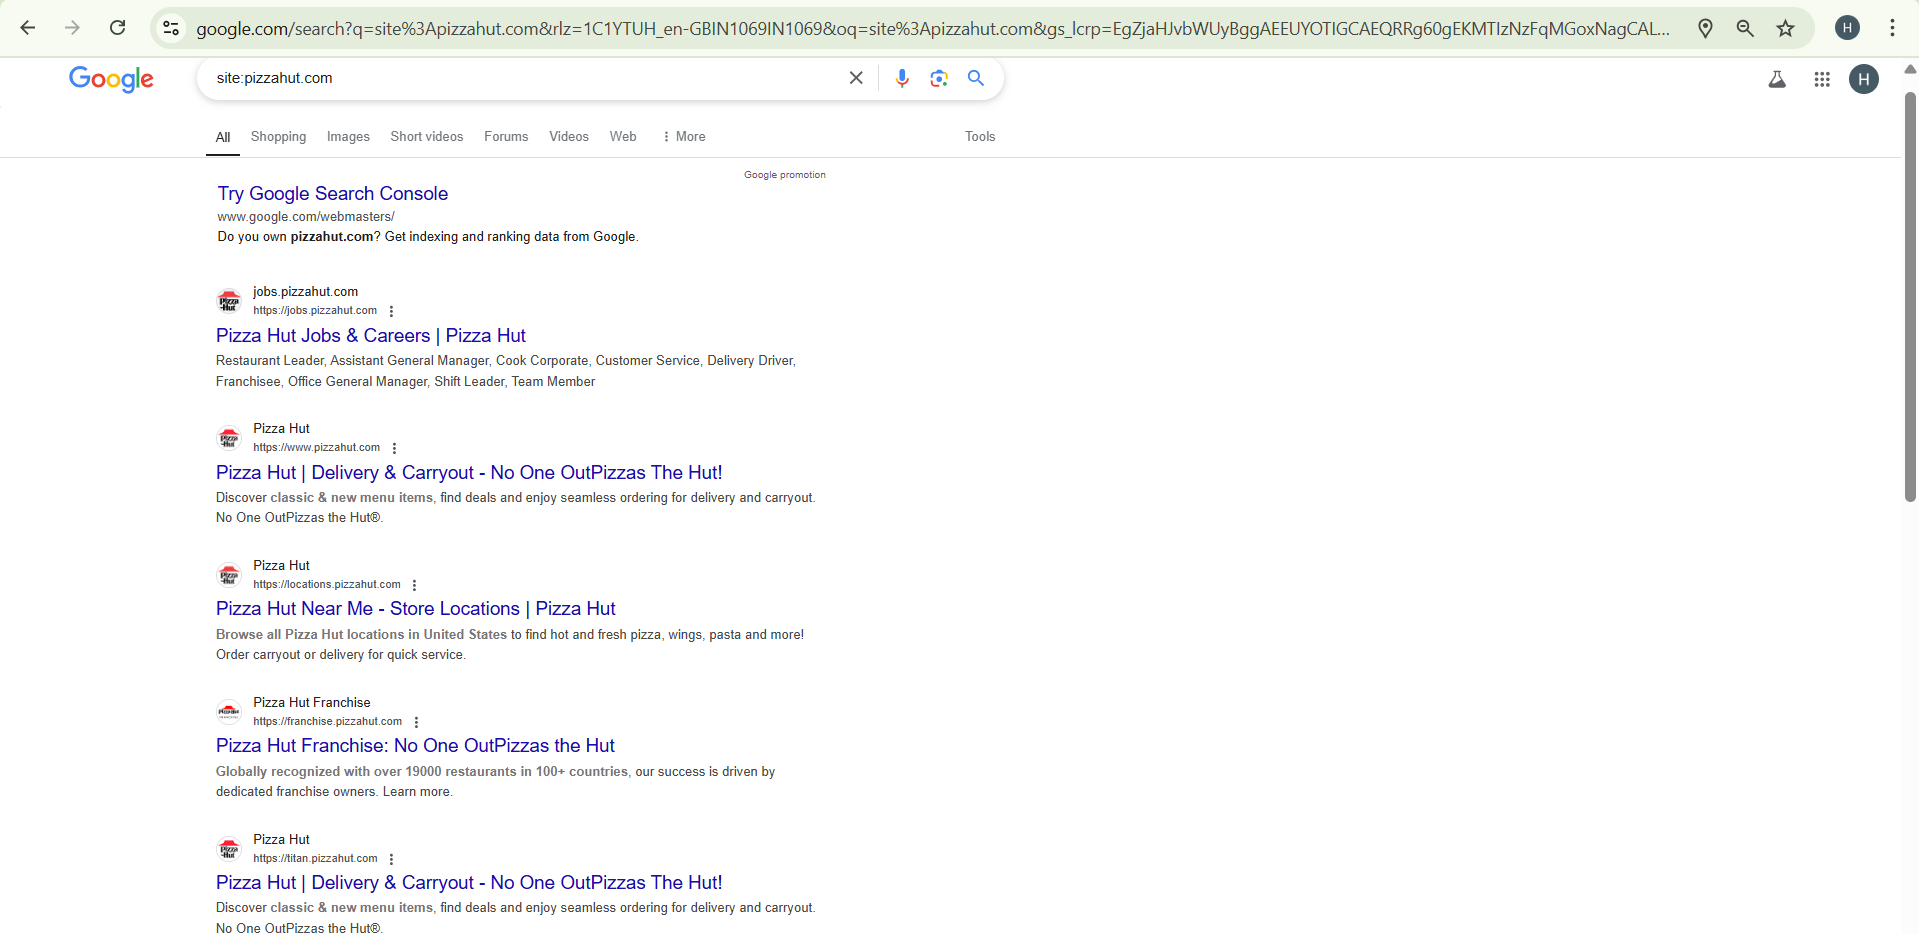 google.com/search?q=site%3Apizzahut.com&rlz=1C1YTUH_en-GBIN1069IN1069&oq=site%3Apizzahut.com&gs_lcrp=EgZjaHJvbWUyBggAEEUYOTIGCAEQRRg60gEKMTIzNzFqMGoxNagCAL...
H
Google
site:pizzahut.com
H
All Shopping Images Short videos Forums Videos Web More Tools
Google promotion
Try Google Search Console
www.google.com/webmasters/
Do you own pizzahut.com? Get indexing and ranking data from Google.
jobs.pizzahut.com
https://jobs.pizzahut.com
Pizza Hut Jobs & Careers | Pizza Hut
Restaurant Leader, Assistant General Manager, Cook Corporate, Customer Service, Delivery Driver,
Franchisee, Office General Manager, Shift Leader, Team Member
Pizza Hut
https://www.pizzahut.com
Pizza Hut | Delivery & Carryout - No One OutPizzas The Hut!
Discover classic & new menu items, find deals and enjoy seamless ordering for delivery and carryout.
No One OutPizzas the Hut®.
Pizza Hut
https://locations.pizzahut.com
Pizza Hut Near Me - Store Locations | Pizza Hut
Browse all Pizza Hut locations in United States to find hot and fresh pizza, wings, pasta and more!
Order carryout or delivery for quick service.
Pizza Hut Franchise
https://franchise.pizzahut.com
Pizza Hut Franchise: No One OutPizzas the Hut
Globally recognized with over 19000 restaurants in 100+ countries, our success is driven by
dedicated franchise owners. Learn more.
Pizza Hut
https://titan.pizzahut.com
Pizza Hut | Delivery & Carryout - No One OutPizzas The Hut!
Discover classic & new menu items, find deals and enjoy seamless ordering for delivery and carryout.
No One OutPizzas the Hut®.